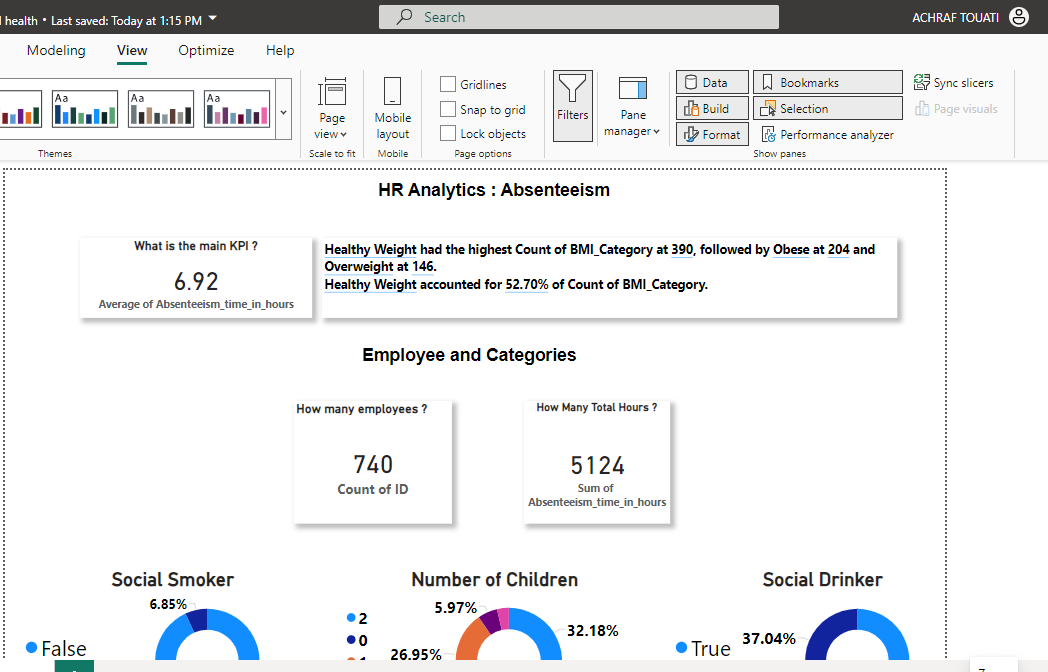 l health • Last saved: Today at 1:15 PM
Search
ACHRAF TOUATI
Modeling
View
Optimize
Help
Aa
Aa
Aa
Themes
Page view
Scale to fit
Mobile layout
Mobile
Gridlines
Snap to grid
Lock objects
Page options
Filters
Pane manager
Data
Build
Format
Bookmarks
Selection
Performance analyzer
Sync slicers
Page visuals
Show panes
HR Analytics : Absenteeism
What is the main KPI ?
6.92
Average of Absenteeism_time_in_hours
Healthy Weight had the highest Count of BMI_Category at 390, followed by Obese at 204 and
Overweight at 146.
Healthy Weight accounted for 52.70% of Count of BMI_Category.
Employee and Categories
How many employees ?
740
Count of ID
How Many Total Hours ?
5124
Sum of
Absenteeism_time_in_hours
Social Smoker
6.85%
False
Number of Children
2
0
5.97%
32.18%
26.95%
Social Drinker
True
37.04%